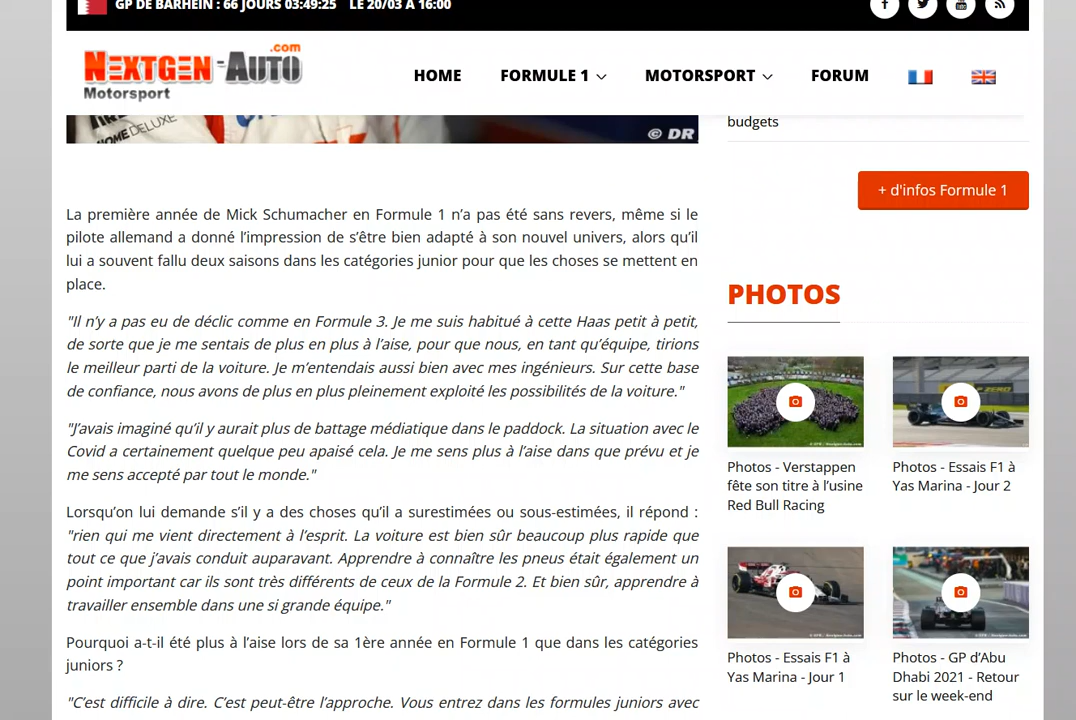 GP DE BARHEIN : 66 JOURS 03:49:25 LE 20/03 À 16:00
NEXTGEN-AUTO .com
Motorsport
HOME FORMULE 1 MOTORSPORT FORUM
HOME DELUXE
© DR
budgets
+ d'infos Formule 1
La première année de Mick Schumacher en Formule 1 n’a pas été sans revers, même si le
pilote allemand a donné l’impression de s’être bien adapté à son nouvel univers, alors qu’il
lui a souvent fallu deux saisons dans les catégories junior pour que les choses se mettent en
place.
"Il n’y a pas eu de déclic comme en Formule 3. Je me suis habitué à cette Haas petit à petit,
de sorte que je me sentais de plus en plus à l’aise, pour que nous, en tant qu’équipe, tirions
le meilleur parti de la voiture. Je m’entendais aussi bien avec mes ingénieurs. Sur cette base
de confiance, nous avons de plus en plus pleinement exploité les possibilités de la voiture."
"J’avais imaginé qu’il y aurait plus de battage médiatique dans le paddock. La situation avec le
Covid a certainement quelque peu apaisé cela. Je me sens plus à l’aise dans que prévu et je
me sens accepté par tout le monde."
Lorsqu’on lui demande s’il y a des choses qu’il a surestimées ou sous-estimées, il répond :
"rien qui me vient directement à l’esprit. La voiture est bien sûr beaucoup plus rapide que
tout ce que j’avais conduit auparavant. Apprendre à connaître les pneus était également un
point important car ils sont très différents de ceux de la Formule 2. Et bien sûr, apprendre à
travailler ensemble dans une si grande équipe."
Pourquoi a-t-il été plus à l’aise lors de sa 1ère année en Formule 1 que dans les catégories
juniors ?
"C’est difficile à dire. C’est peut-être l’approche. Vous entrez dans les formules juniors avec
PHOTOS
Photos - Verstappen
fête son titre à l’usine
Red Bull Racing
Photos - Essais F1 à
Yas Marina - Jour 2
Photos - Essais F1 à
Yas Marina - Jour 1
Photos - GP d’Abu
Dhabi 2021 - Retour
sur le week-end